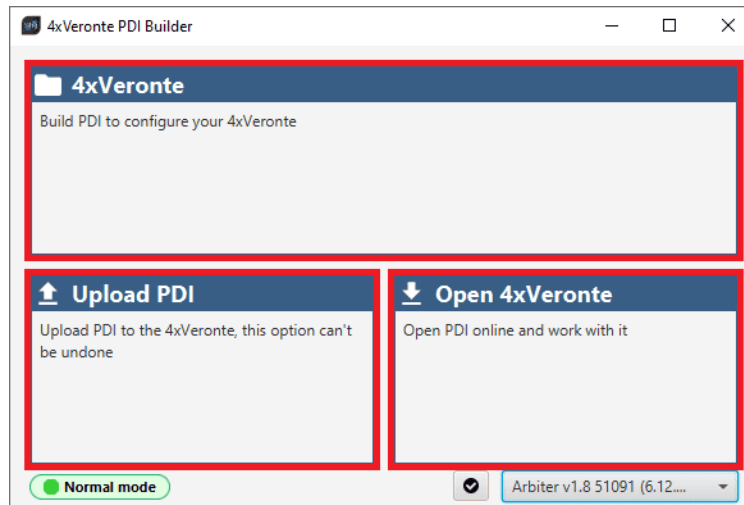 4xVeronte PDI Builder
4xVeronte
Build PDI to configure your 4xVeronte
Upload PDI
Upload PDI to the 4xVeronte, this option can't
be undone
Open 4xVeronte
Open PDI online and work with it
Normal mode
Arbiter v1.8 51091 (6.12....